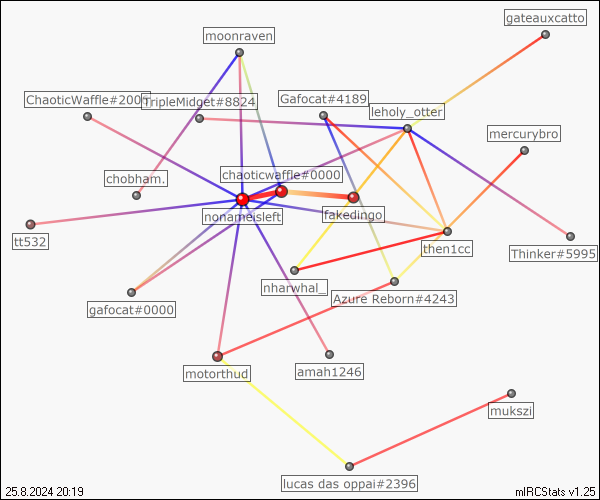 gateauxcatto
moonraven
ChaoticWaffle#2005
TripleMidget#8824
Gafocat#4189
leholy_otter
mercurybro
chobham.
chaoticwaffle#0000
nonameisleft
fakedingo
tt532
then1cc
Thinker#5995
nharwhal_
Azure Reborn#4243
gafocat#0000
motorthud
amah1246
mukszi
lucas das oppai#2396
25.8.2024 20:19
mIRCStats v1.25